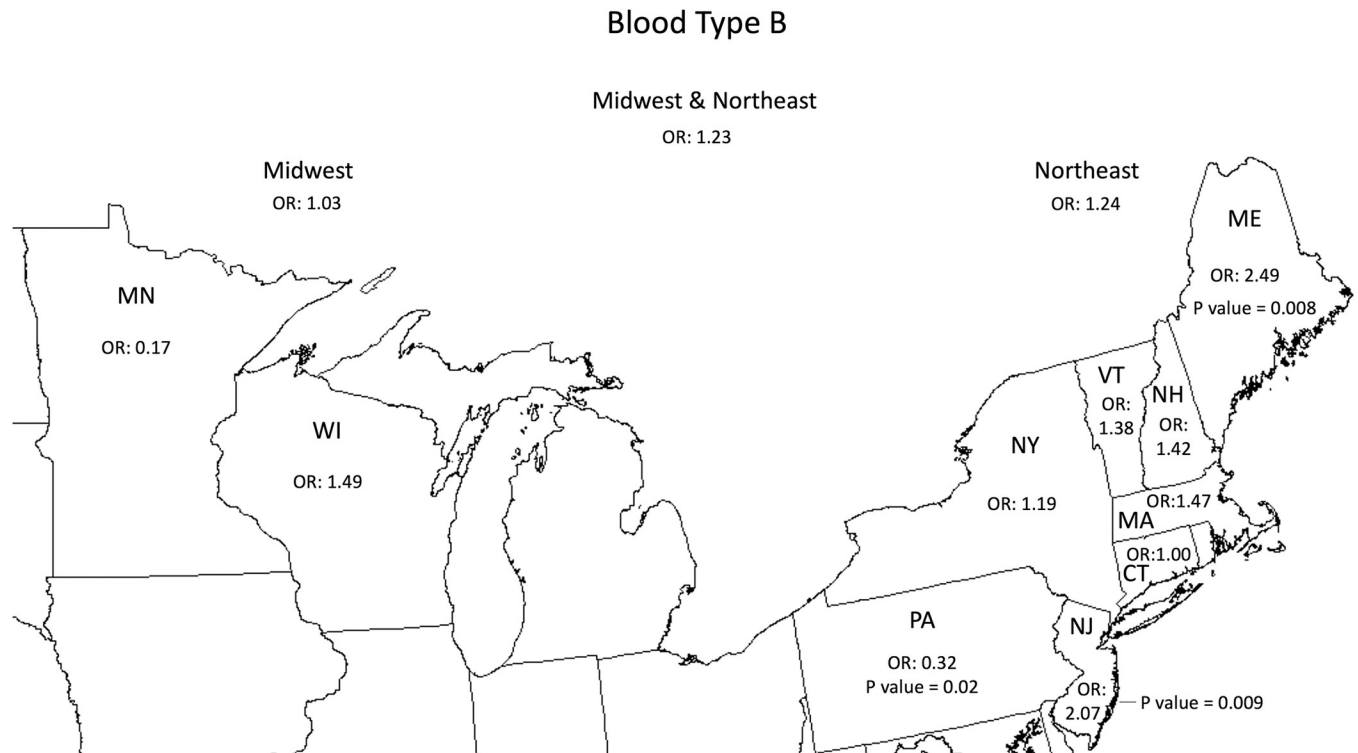 Blood Type B
Midwest & Northeast
OR: 1.23
Midwest
OR: 1.03
Northeast
OR: 1.24
ME
OR: 2.49
P value = 0.008
MN
OR: 0.17
WI
OR: 1.49
VT
OR:
1.38
NH
OR:
1.42
NY
OR: 1.19
OR:1.47
MA
OR:1.00
CT
PA
OR: 0.32
P value = 0.02
NJ
OR:
2.07
P value = 0.009